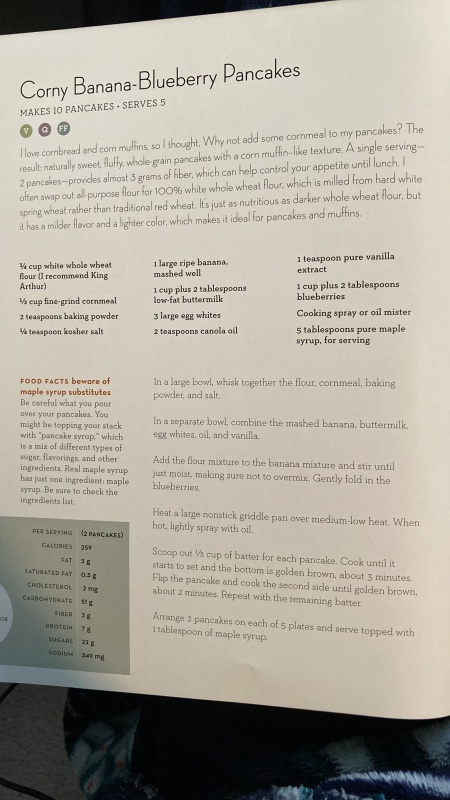 Corny Banana-Blueberry Pancakes
MAKES 10 PANCAKES • SERVES 5
V Q FF
I love cornbread and corn muffins, so I thought, Why not add some cornmeal to my pancakes? The
result: naturally sweet, fluffy, whole-grain pancakes with a corn muffin-like texture. A single serving—
2 pancakes—provides almost 3 grams of fiber, which can help control your appetite until lunch. I
often swap out all-purpose flour for 100% white whole wheat flour, which is milled from hard white
spring wheat rather than traditional red wheat. It's just as nutritious as darker whole wheat flour, but
it has a milder flavor and a lighter color, which makes it ideal for pancakes and muffins.
¾ cup white whole wheat
flour (I recommend King
Arthur)
½ cup fine-grind cornmeal
2 teaspoons baking powder
¼ teaspoon kosher salt
1 large ripe banana,
mashed well
1 cup plus 2 tablespoons
low-fat buttermilk
3 large egg whites
2 teaspoons canola oil
1 teaspoon pure vanilla
extract
1 cup plus 2 tablespoons
blueberries
Cooking spray or oil mister
5 tablespoons pure maple
syrup, for serving
FOOD FACTS beware of
maple syrup substitutes
Be careful what you pour
over your pancakes. You
might be topping your stack
with "pancake syrup," which
is a mix of different types of
sugar, flavorings, and other
ingredients. Real maple syrup
has just one ingredient: maple
syrup. Be sure to check the
ingredients list.
In a large bowl, whisk together the flour, cornmeal, baking
powder, and salt.
In a separate bowl, combine the mashed banana, buttermilk,
egg whites, oil, and vanilla.
Add the flour mixture to the banana mixture and stir until
just moist, making sure not to overmix. Gently fold in the
blueberries.
Heat a large nonstick griddle pan over medium-low heat. When
hot, lightly spray with oil.
Scoop out ⅓ cup of batter for each pancake. Cook until it
starts to set and the bottom is golden brown, about 3 minutes.
Flip the pancake and cook the second side until golden brown,
about 2 minutes. Repeat with the remaining batter.
Arrange 2 pancakes on each of 5 plates and serve topped with
1 tablespoon of maple syrup.
PER SERVING (2 PANCAKES)
CALORIES 259
FAT 3 g
SATURATED FAT 0.5 g
CHOLESTEROL 2 mg
CARBOHYDRATE 51 g
FIBER 3 g
PROTEIN 7 g
SUGARS 22 g
SODIUM 349 mg